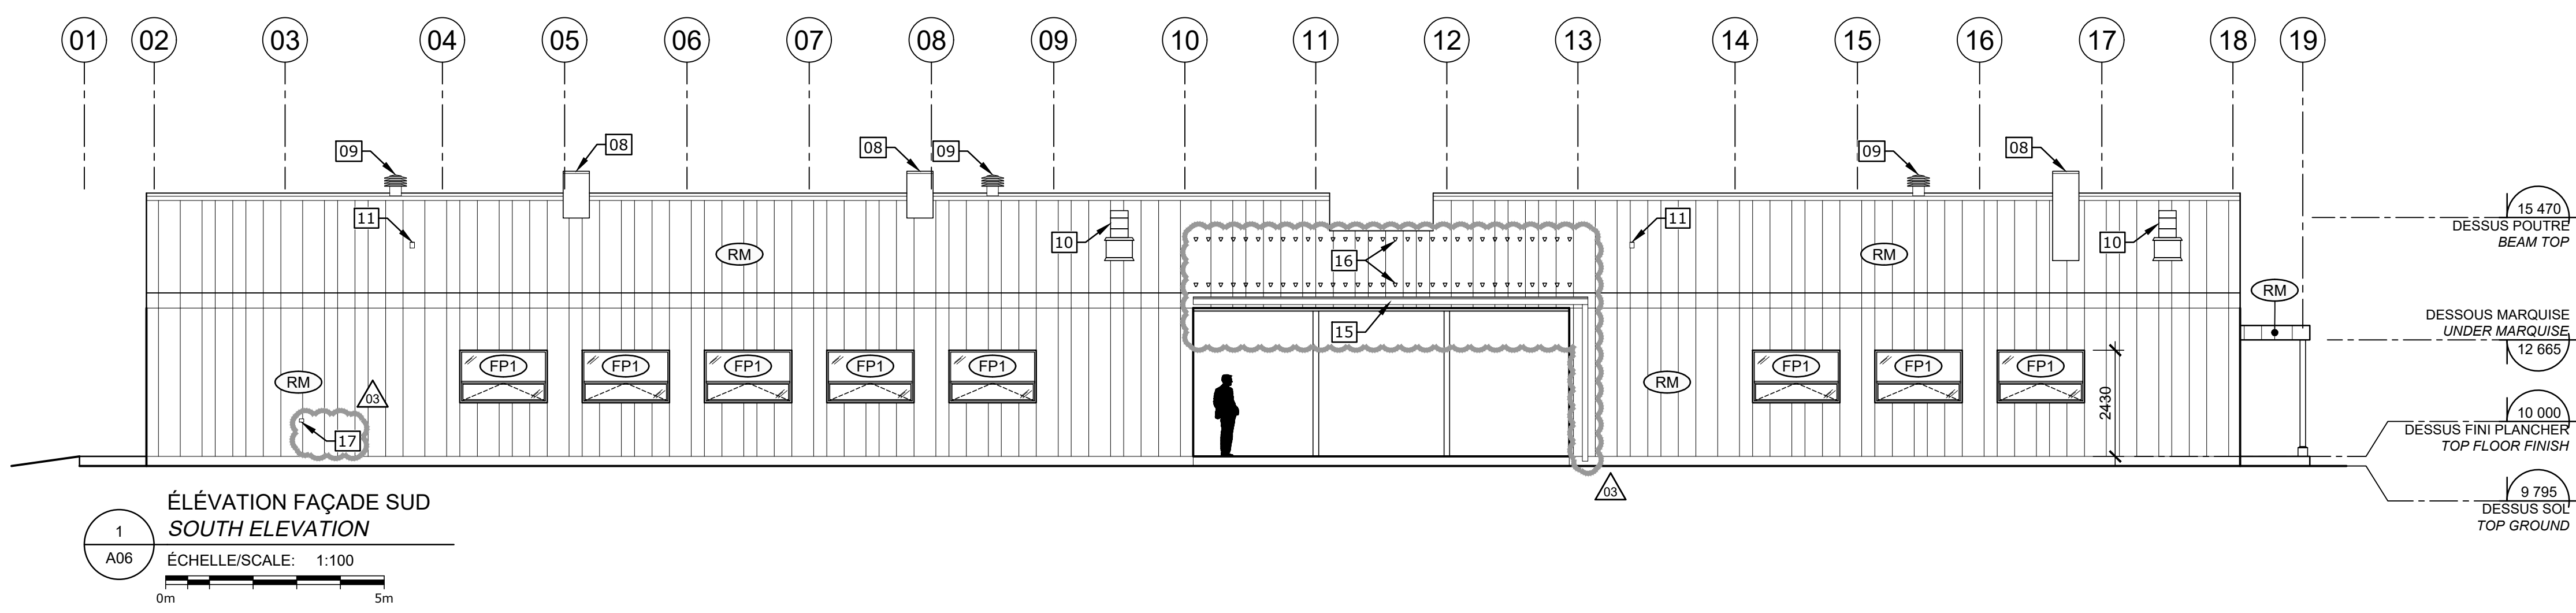 01 02 03 04 05 06 07 08 09 10 11 12 13 14 15 16 17 18 19
09 08 08 09 09 08
11 10 11 10
RM RM
16
15
RM
FP1 FP1 FP1 FP1 FP1 FP1 FP1 FP1
RM RM
03
17
2430
03
15 470
DESSUS POUTRE
BEAM TOP
DESSOUS MARQUISE
UNDER MARQUISE
12 665
10 000
DESSUS FINI PLANCHER
TOP FLOOR FINISH
9 795
DESSUS SOL
TOP GROUND
1
A06
ÉLÉVATION FAÇADE SUD
SOUTH ELEVATION
ÉCHELLE/SCALE: 1:100
0m 5m